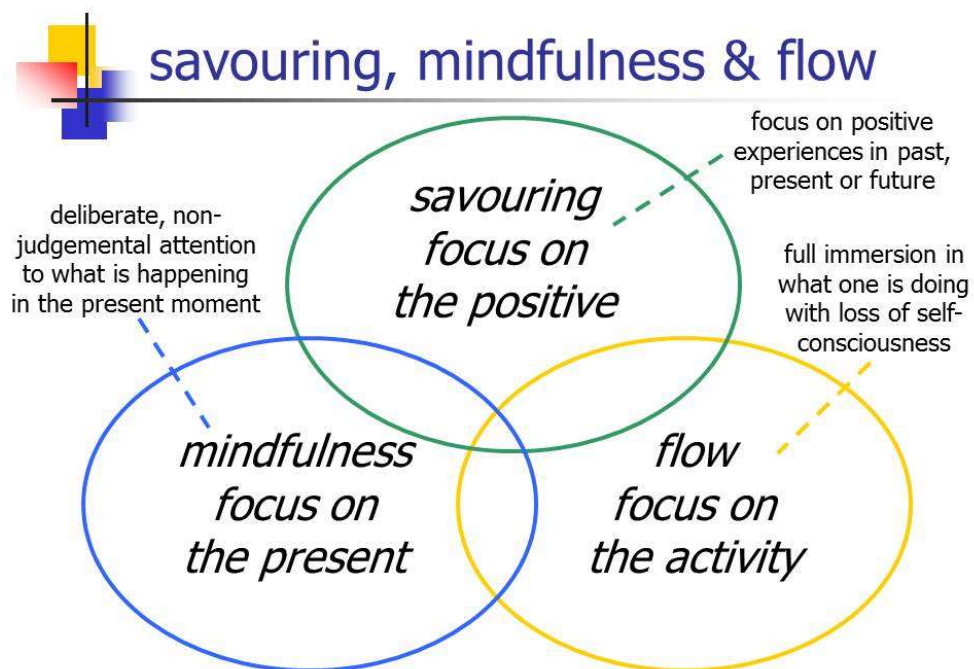 savouring, mindfulness & flow
focus on positive
experiences in past,
present or future
savouring
focus on
the positive
deliberate, non-
judgemental attention
to what is happening
in the present moment
full immersion in
what one is doing
with loss of self-
consciousness
mindfulness
focus on
the present
flow
focus on
the activity